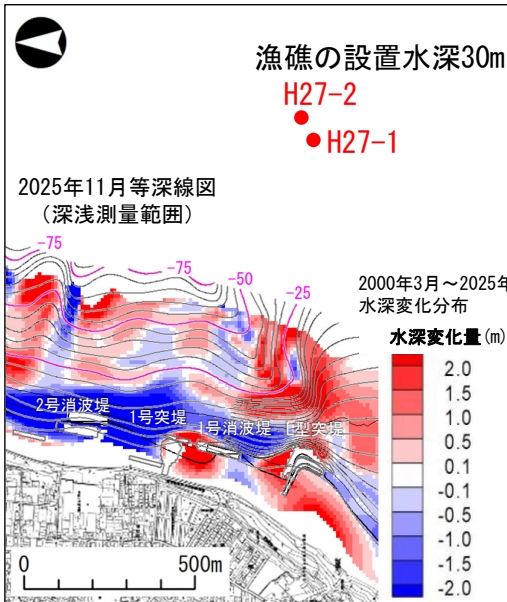 漁礁の設置水深30m
H27-2
H27-1
2025年11月等深線図
(深浅測量範囲)
-75
-75
-50
-25
2000年3月～2025年
水深変化分布
水深変化量(m)
2.0
1.5
1.0
0.5
0.1
-0.1
-0.5
-1.0
-1.5
-2.0
2号消波堤
1号突堤
1号消波堤
L型突堤
0
500m